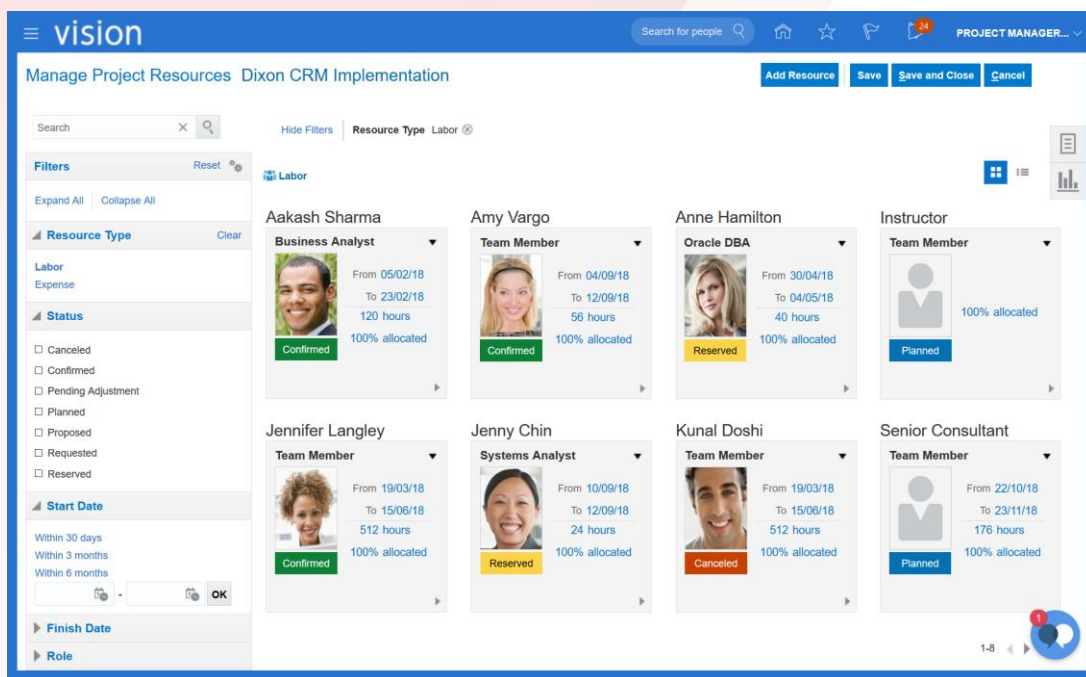 vision
Search for people
24
PROJECT MANAGER...
Manage Project Resources Dixon CRM Implementation
Add Resource
Save
Save and Close
Cancel
Search
Hide Filters
Resource Type Labor
Filters
Reset
Expand All
Collapse All
Resource Type
Clear
Labor
Expense
Status
Canceled
Confirmed
Pending Adjustment
Planned
Proposed
Requested
Reserved
Start Date
Within 30 days
Within 3 months
Within 6 months
-
OK
Finish Date
Role
Labor
Aakash Sharma
Business Analyst
From 05/02/18
To 23/02/18
120 hours
100% allocated
Confirmed
Amy Vargo
Team Member
From 04/09/18
To 12/09/18
56 hours
100% allocated
Confirmed
Anne Hamilton
Oracle DBA
From 30/04/18
To 04/05/18
40 hours
100% allocated
Reserved
Instructor
Team Member
100% allocated
Planned
Jennifer Langley
Team Member
From 19/03/18
To 15/06/18
512 hours
100% allocated
Confirmed
Jenny Chin
Systems Analyst
From 10/09/18
To 12/09/18
24 hours
100% allocated
Reserved
Kunal Doshi
Team Member
From 19/03/18
To 15/06/18
512 hours
100% allocated
Canceled
Senior Consultant
Team Member
From 22/10/18
To 23/11/18
176 hours
100% allocated
Planned
1-8
1